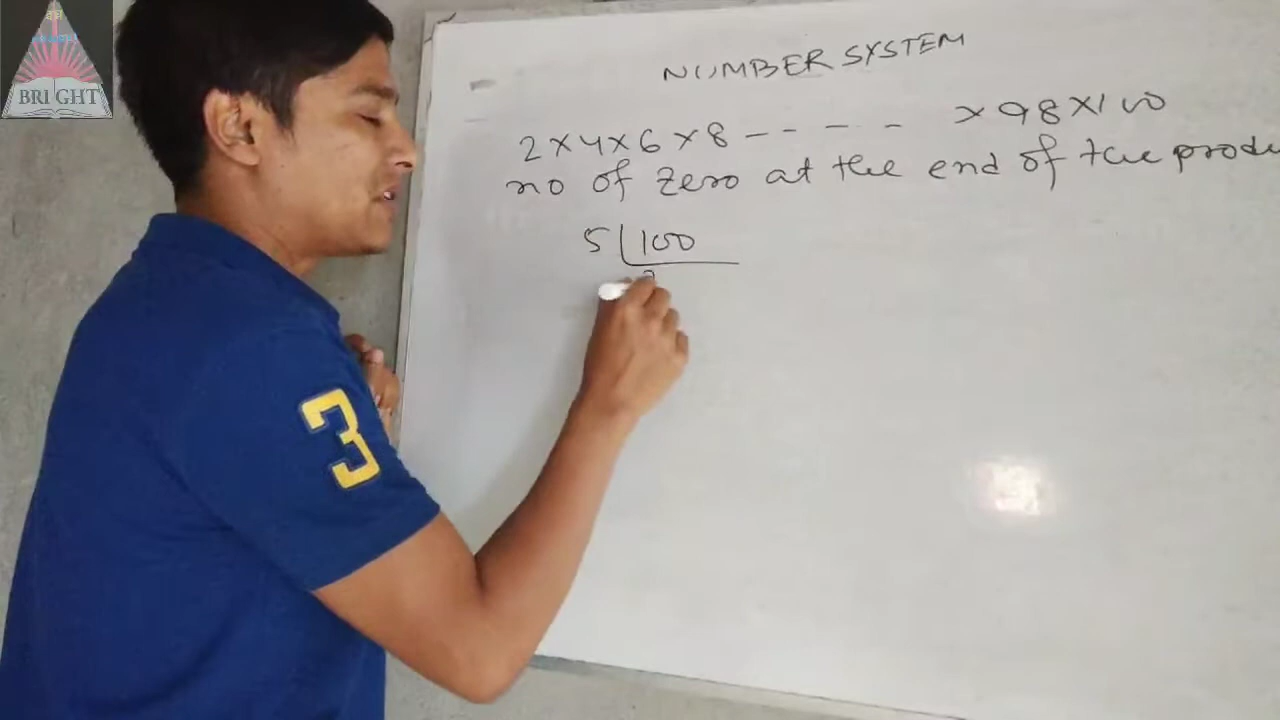 BRIGHT
NUMBER SYSTEM
2×4×6×8 ---- ×98×100
no of zero at the end of the produ
5 100
3